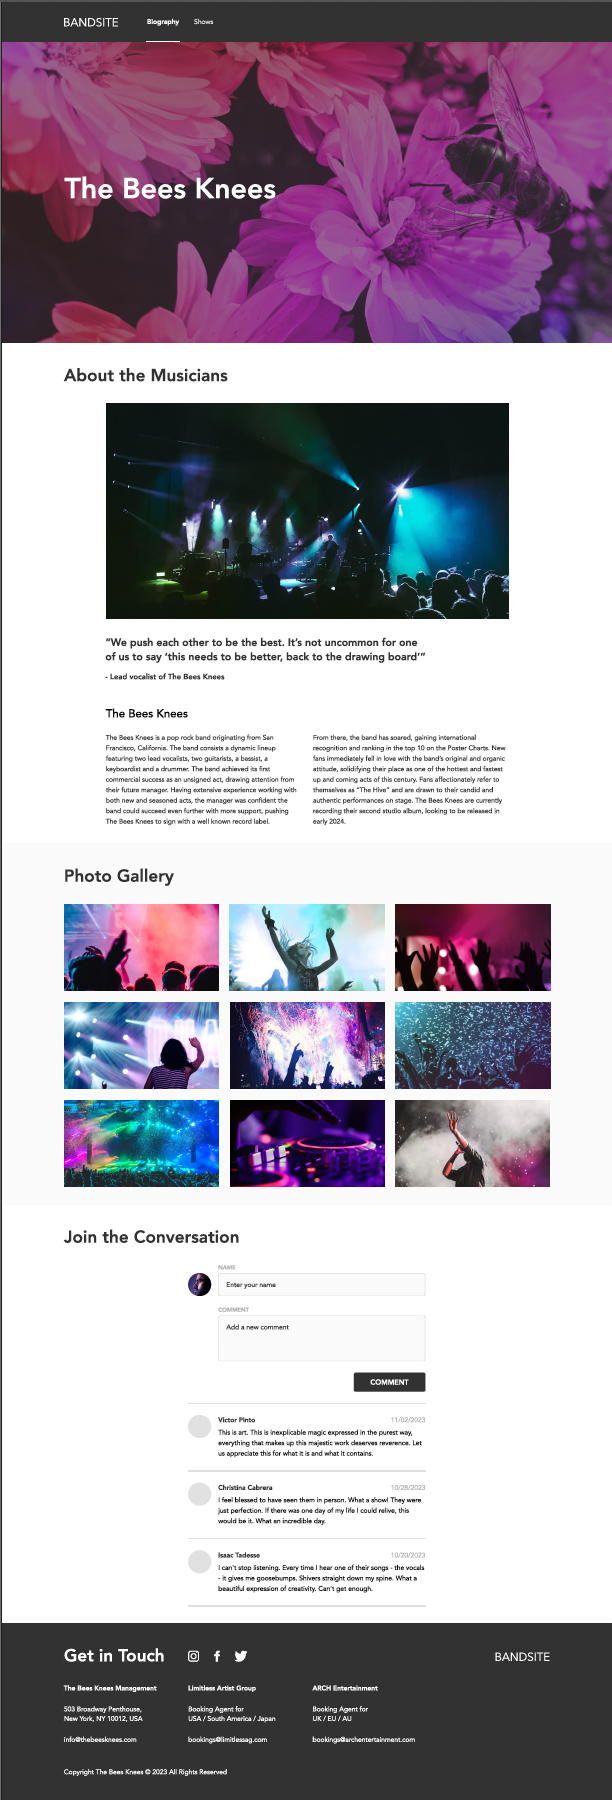 BANDSITE
Biography
Shows
The Bees Knees
About the Musicians
“We push each other to be the best. It’s not uncommon for one
of us to say ‘this needs to be better, back to the drawing board’”
- Lead vocalist of The Bees Knees
The Bees Knees
The Bees Knees is a pop rock band originating from San
Francisco, California. The band consists a dynamic lineup
featuring two lead vocalists, two guitarists, a bassist, a
keyboardist and a drummer. The band achieved its first
commercial success as an unsigned act, drawing attention from
their future manager. Having extensive experience working with
both new and seasoned acts, the manager was confident the
band could succeed even further with more support, pushing
The Bees Knees to sign with a well known record label.
From there, the band has soared, gaining international
recognition and ranking in the top 10 on the Poster Charts. New
fans immediately fell in love with the band’s original and organic
attitude, solidifying their place as one of the hottest and fastest
up and coming acts of this century. Fans affectionately refer to
themselves as “The Hive” and are drawn to their candid and
authentic performances on stage. The Bees Knees are currently
recording their second studio album, looking to be released in
early 2024.
Photo Gallery
Join the Conversation
NAME
Enter your name
COMMENT
Add a new comment
COMMENT
Victor Pinto
11/02/2023
This is art. This is inexplicable magic expressed in the purest way,
everything that makes up this majestic work deserves reverence. Let
us appreciate this for what it is and what it contains.
Christina Cabrera
10/28/2023
I feel blessed to have seen them in person. What a show! They were
just perfection. If there was one day of my life I could relive, this
would be it. What an incredible day.
Isaac Tadesse
10/20/2023
I can't stop listening. Every time I hear one of their songs - the vocals
- it gives me goosebumps. Shivers straight down my spine. What a
beautiful expression of creativity. Can't get enough.
Get in Touch
BANDSITE
The Bees Knees Management
503 Broadway Penthouse,
New York, NY 10012, USA
info@thebeesknees.com
Limitless Artist Group
Booking Agent for
USA / South America / Japan
bookings@limitlessag.com
ARCH Entertainment
Booking Agent for
UK / EU / AU
bookings@archentertainment.com
Copyright The Bees Knees © 2023 All Rights Reserved